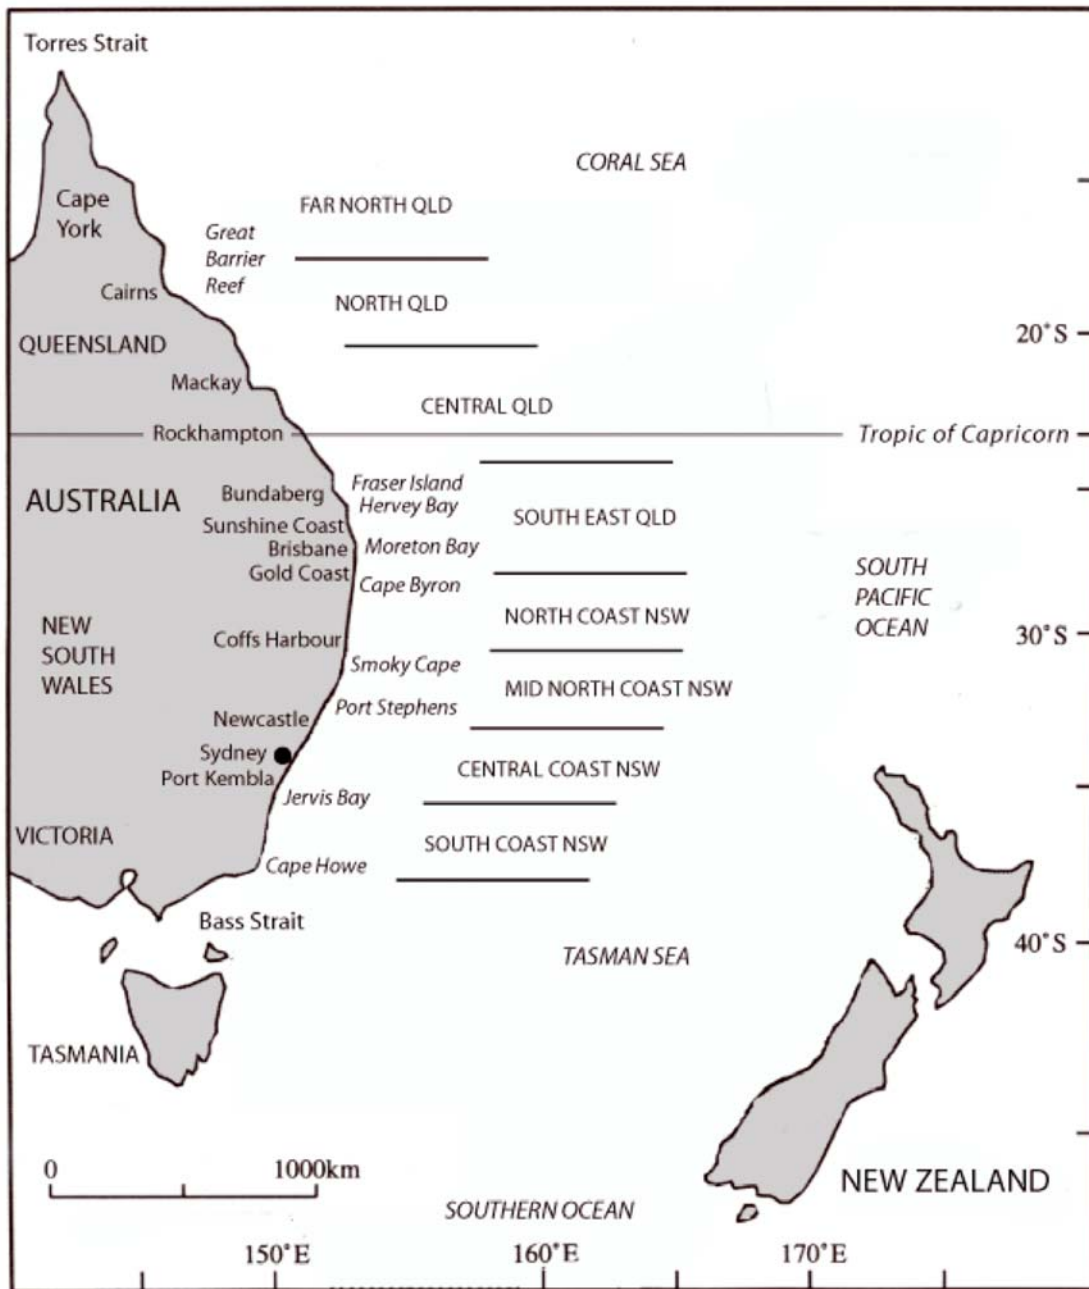 Torres Strait
CORAL SEA
Cape
York
FAR NORTH QLD
Great
Barrier
Reef
Cairns
NORTH QLD
20°S
QUEENSLAND
Mackay
CENTRAL QLD
Rockhampton
Tropic of Capricorn
AUSTRALIA
Bundaberg
Fraser Island
Hervey Bay
SOUTH EAST QLD
Sunshine Coast
Brisbane
Moreton Bay
Gold Coast
Cape Byron
SOUTH
PACIFIC
OCEAN
NORTH COAST NSW
30°S
NEW
SOUTH
WALES
Coffs Harbour
Smoky Cape
MID NORTH COAST NSW
Port Stephens
Newcastle
Sydney
Port Kembla
CENTRAL COAST NSW
Jervis Bay
VICTORIA
SOUTH COAST NSW
Cape Howe
Bass Strait
40°S
TASMAN SEA
TASMANIA
0 1000km
NEW ZEALAND
SOUTHERN OCEAN
150°E 160°E 170°E